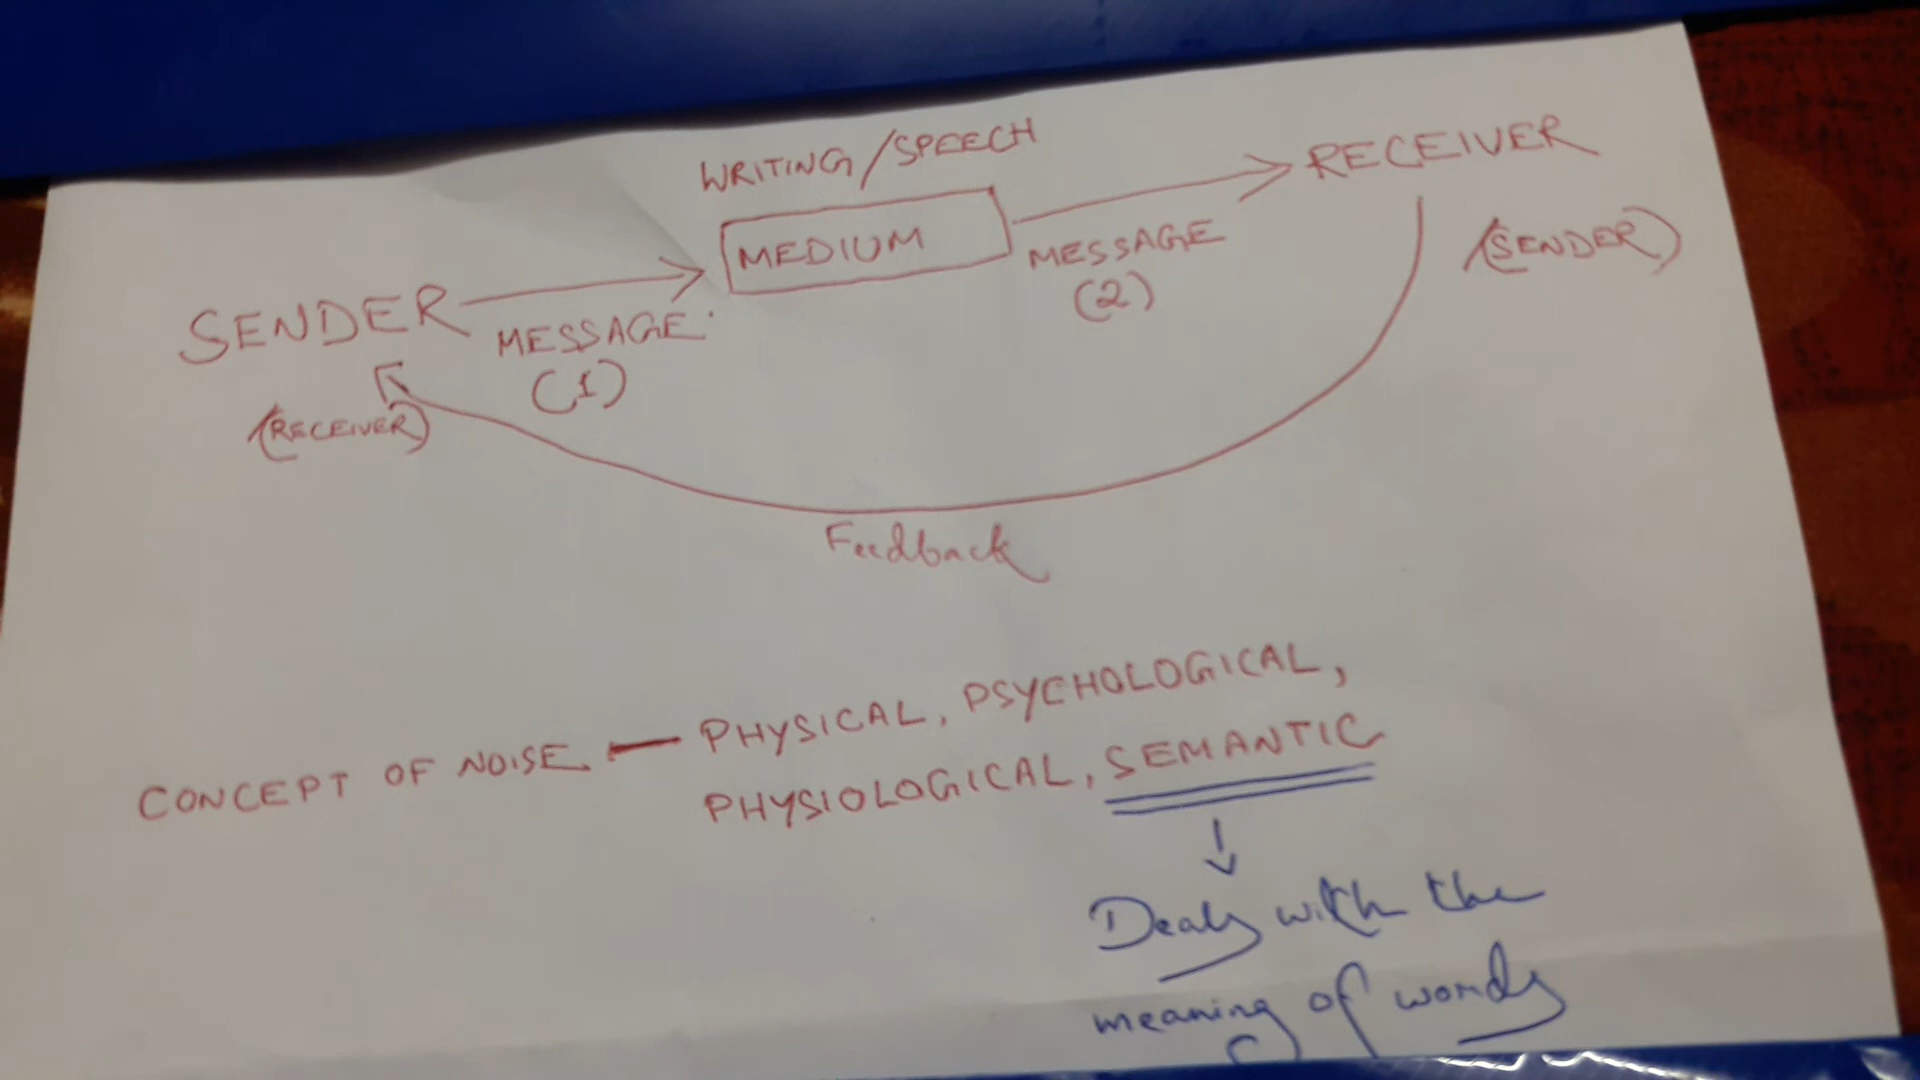 WRITING/SPEECH
RECEIVER
MEDIUM
MESSAGE
(2)
(SENDER)
SENDER
MESSAGE
(1)
(RECEIVER)
Feedback
CONCEPT OF NOISE — PHYSICAL, PSYCHOLOGICAL,
PHYSIOLOGICAL, SEMANTIC
Deals with the
meaning of words